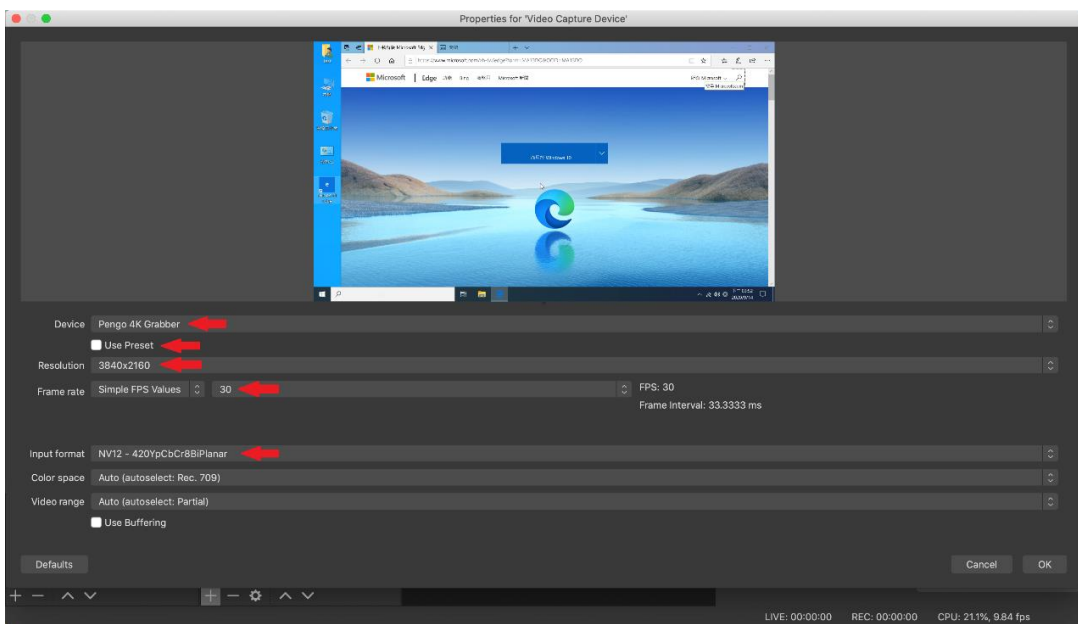 Properties for 'Video Capture Device'
Microsoft Edge
Device Pengo 4K Grabber
Use Preset
Resolution 3840x2160
Frame rate Simple FPS Values 30 FPS: 30
Frame Interval: 33.3333 ms
Input format NV12 - 420YpCbCr8BiPlanar
Color space Auto (autoselect: Rec. 709)
Video range Auto (autoselect: Partial)
Use Buffering
Defaults Cancel OK
LIVE: 00:00:00 REC: 00:00:00 CPU: 21.1%, 9.84 fps